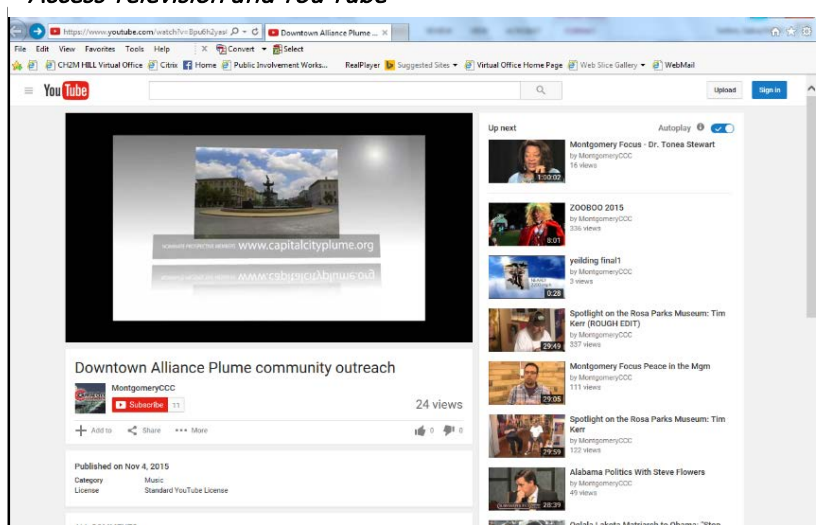 Access Television and You Tube
https://www.youtube.com/watch?v=8pu6h2yasI
Downtown Alliance Plume ...
File Edit View Favorites Tools Help
Convert Select
CH2M HILL Virtual Office Citrix Home Public Involvement Works... RealPlayer Suggested Sites Virtual Office Home Page Web Slice Gallery WebMail
YouTube
Upload Sign in
www.capitalcityplume.org
Downtown Alliance Plume community outreach
MontgomeryCCC
Subscribe 11
24 views
Add to Share More
0 0
Published on Nov 4, 2015
Category Music
License Standard YouTube License
Up next Autoplay
Montgomery Focus - Dr. Tonea Stewart
by MontgomeryCCC
16 views
1:00:02
ZOOBOO 2015
by MontgomeryCCC
336 views
8:01
yeilding final1
by MontgomeryCCC
3 views
0:28
Spotlight on the Rosa Parks Museum: Tim
Kerr (ROUGH EDIT)
by MontgomeryCCC
337 views
29:49
Montgomery Focus Peace in the Mgm
by MontgomeryCCC
111 views
29:05
Spotlight on the Rosa Parks Museum: Tim
Kerr
by MontgomeryCCC
122 views
29:59
Alabama Politics With Steve Flowers
by MontgomeryCCC
49 views
28:39